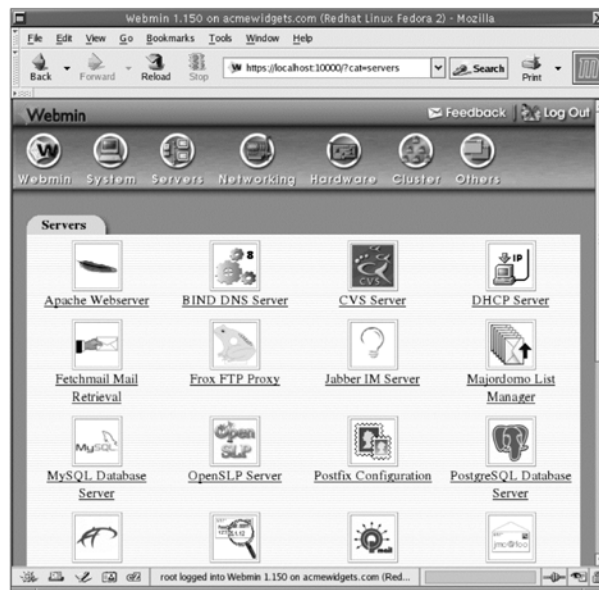 Webmin 1.150 on acmewidgets.com (Redhat Linux Fedora 2) - Mozilla
File Edit View Go Bookmarks Tools Window Help
Back Forward Reload Stop https://localhost:10000/?cat=servers Search Print
Webmin Feedback Log Out
Webmin System Servers Networking Hardware Cluster Others
Servers
Apache Webserver BIND DNS Server CVS Server DHCP Server
Fetchmail Mail Retrieval
Frox FTP Proxy
Jabber IM Server
Majordomo List Manager
MySQL Database Server
OpenSLP Server
Postfix Configuration
PostgreSQL Database Server
root logged into Webmin 1.150 on acmewidgets.com (Red...